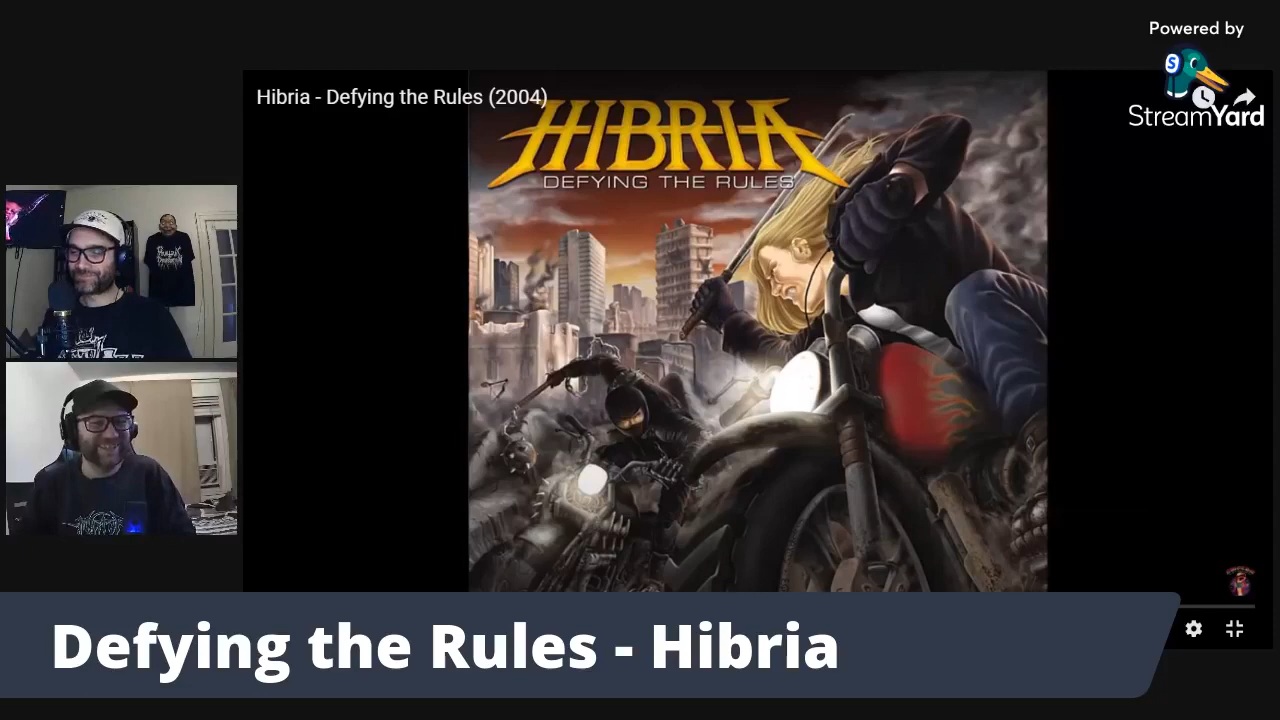 Powered by
StreamYard
Hibria - Defying the Rules (2004)
HIBRIA
DEFYING THE RULES
Defying the Rules - Hibria